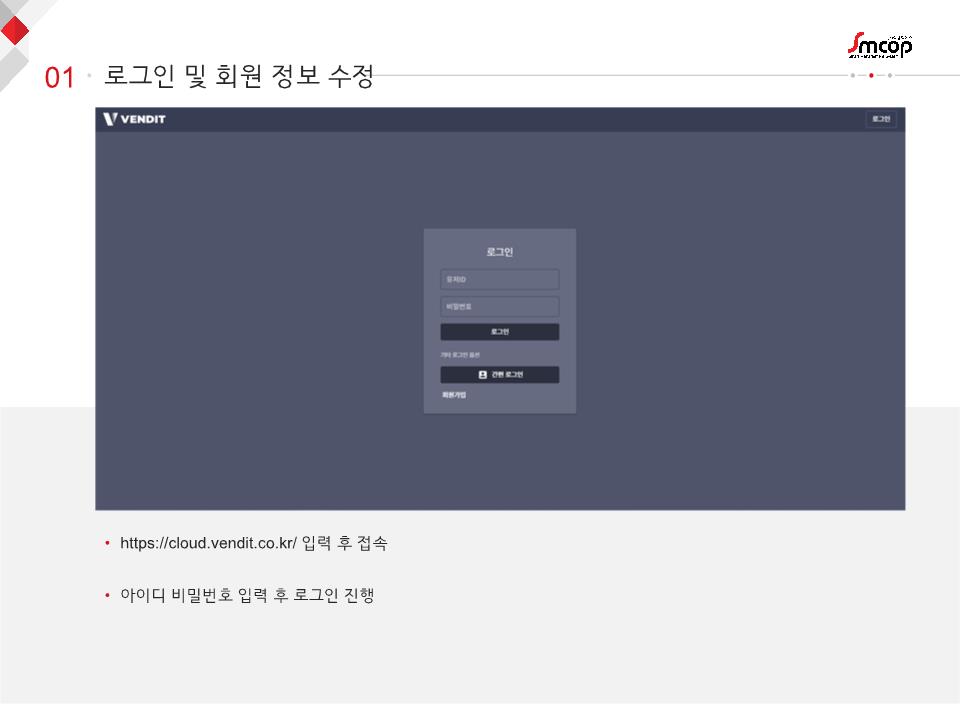 smcop
01 로그인 및 회원 정보 수정
VENDIT
로그인
로그인
유저ID
비밀번호
로그인
기타 로그인 옵션
간편 로그인
회원가입
• https://cloud.vendit.co.kr/ 입력 후 접속
• 아이디 비밀번호 입력 후 로그인 진행